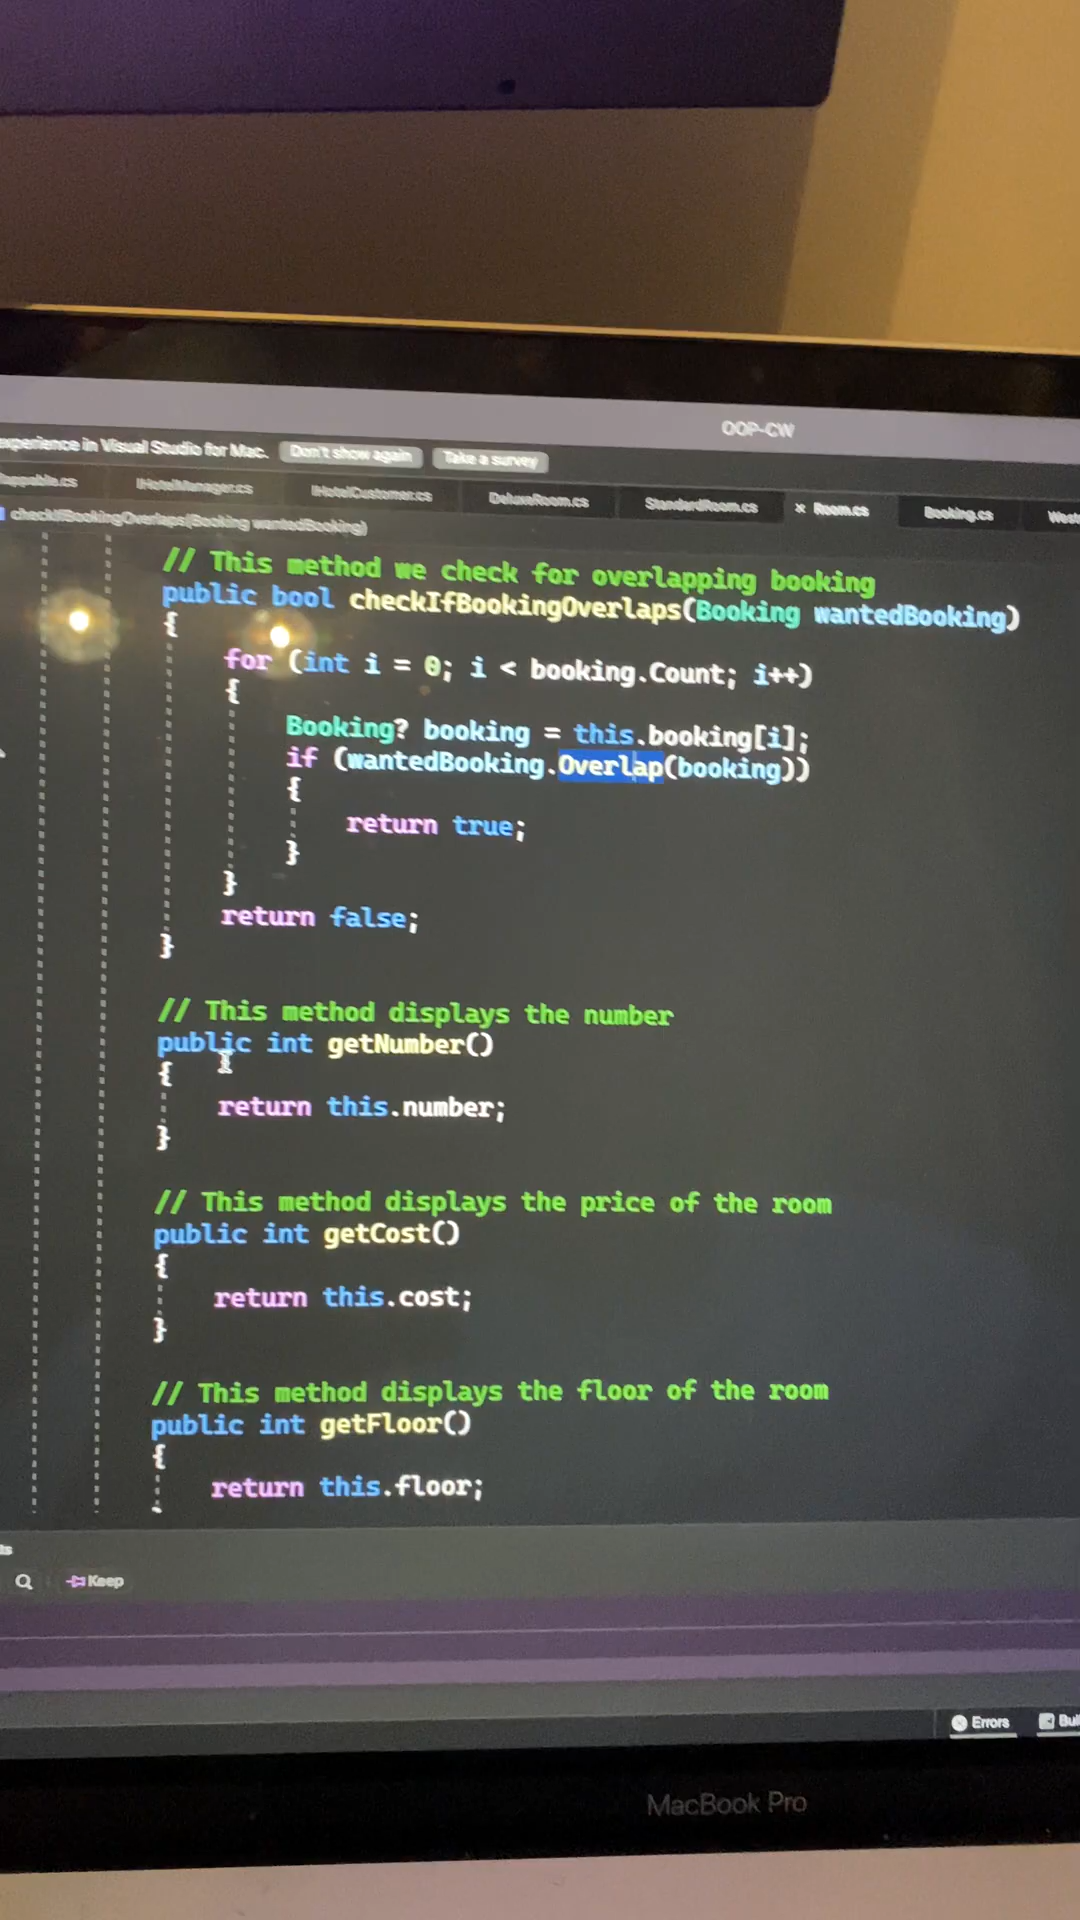 OOP-CW
experience in Visual Studio for Mac. Don't show again Take a survey
uppable.cs IHotelManager.cs IHotelCustomer.cs DeluxeRoom.cs StandardRoom.cs × Room.cs Booking.cs West
checkIfBookingOverlaps(Booking wantedBooking)
// This method we check for overlapping booking
public bool checkIfBookingOverlaps(Booking wantedBooking)
{
for (int i = 0; i < booking.Count; i++)
{
Booking? booking = this.booking[i];
if (wantedBooking.Overlap(booking))
{
return true;
}
}
return false;
}
// This method displays the number
public int getNumber()
{
return this.number;
}
// This method displays the price of the room
public int getCost()
{
return this.cost;
}
// This method displays the floor of the room
public int getFloor()
{
return this.floor;
ts
Keep
Errors Buil
MacBook Pro